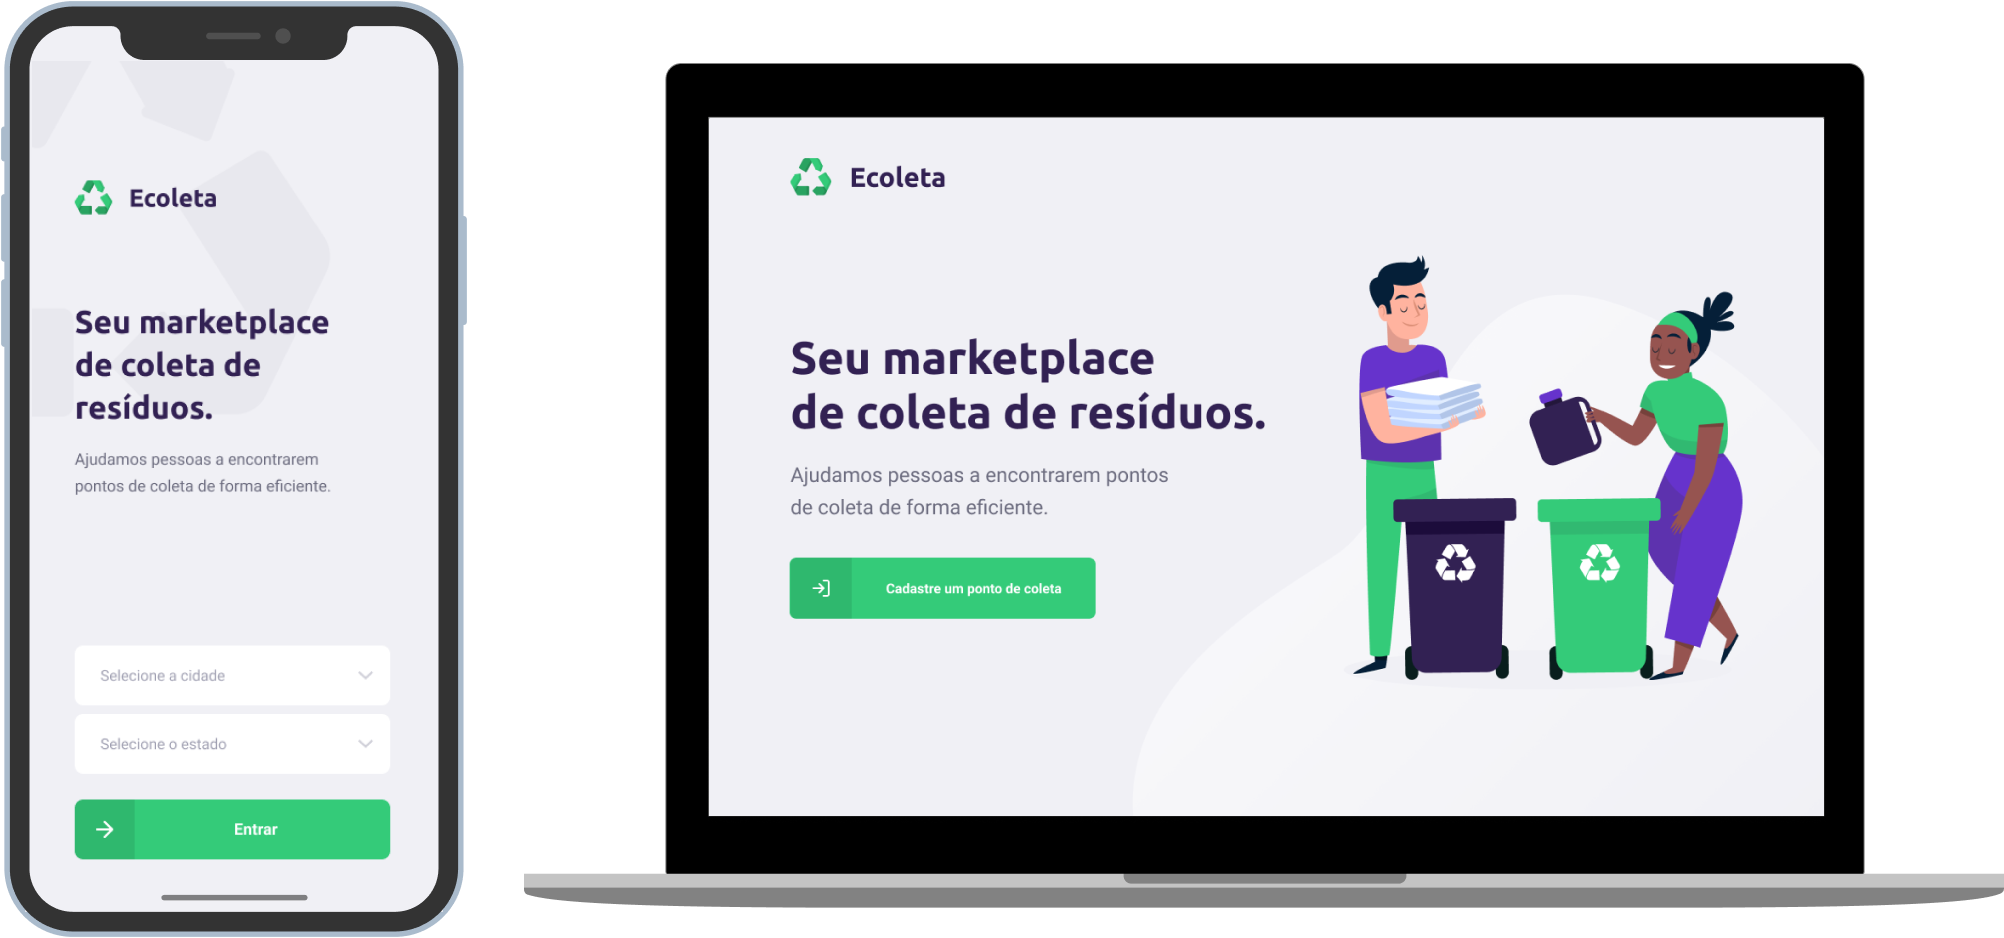 Ecoleta
Seu marketplace
de coleta de
resíduos.
Ajudamos pessoas a encontrarem
pontos de coleta de forma eficiente.
Selecione a cidade
Selecione o estado
Entrar
Ecoleta
Seu marketplace
de coleta de resíduos.
Ajudamos pessoas a encontrarem pontos
de coleta de forma eficiente.
Cadastre um ponto de coleta